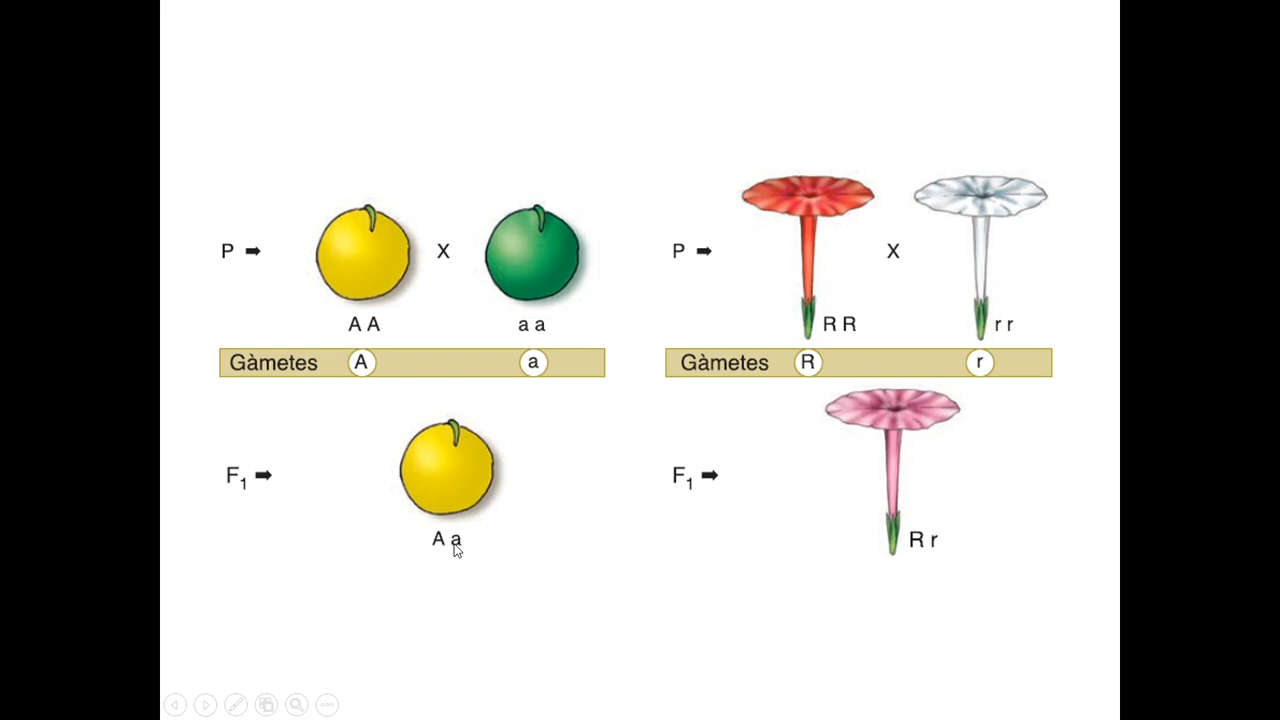 P ➡ X
A A a a
Gàmetes A a
F₁ ➡
A a
P ➡ X
R R r r
Gàmetes R r
F₁ ➡
R r